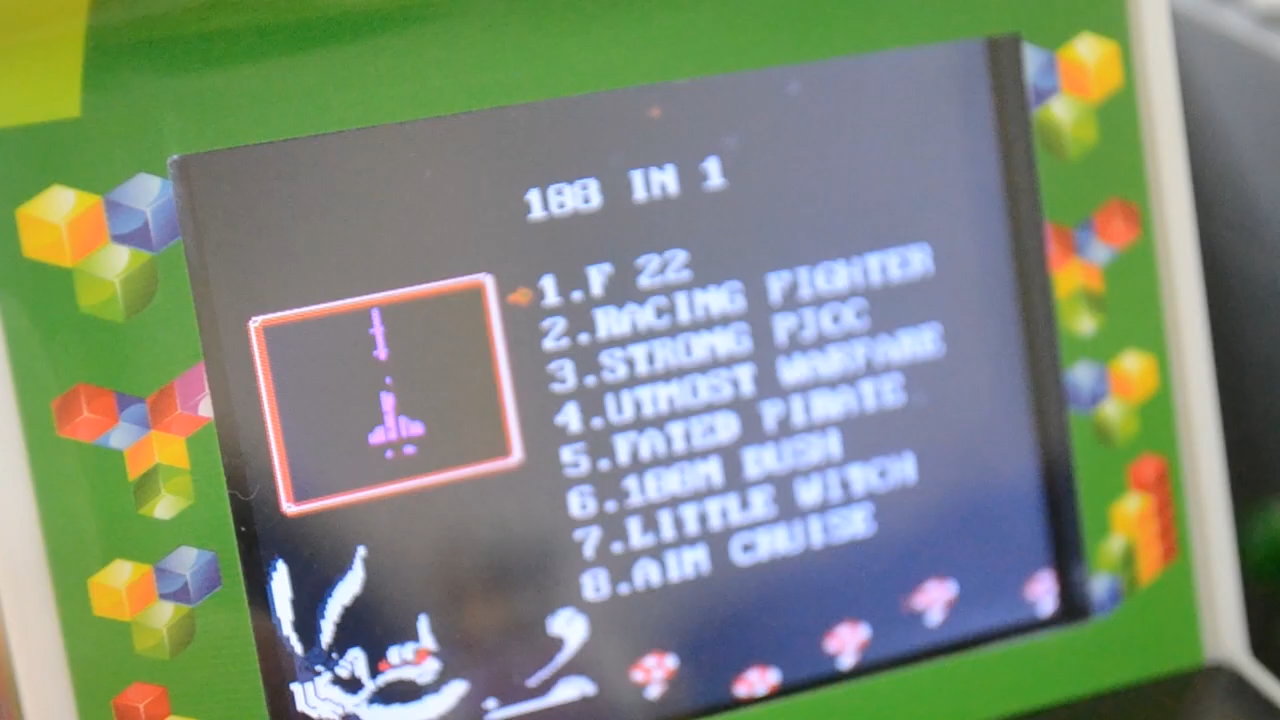 188 IN 1
1.F 22
2.RACING FIGHTER
3.STRONG PJCC
4.UTMOST WARFARE
5.FATED PIRATE
6.100M DUSH
7.LITTLE WITCH
8.AIM CRUISE